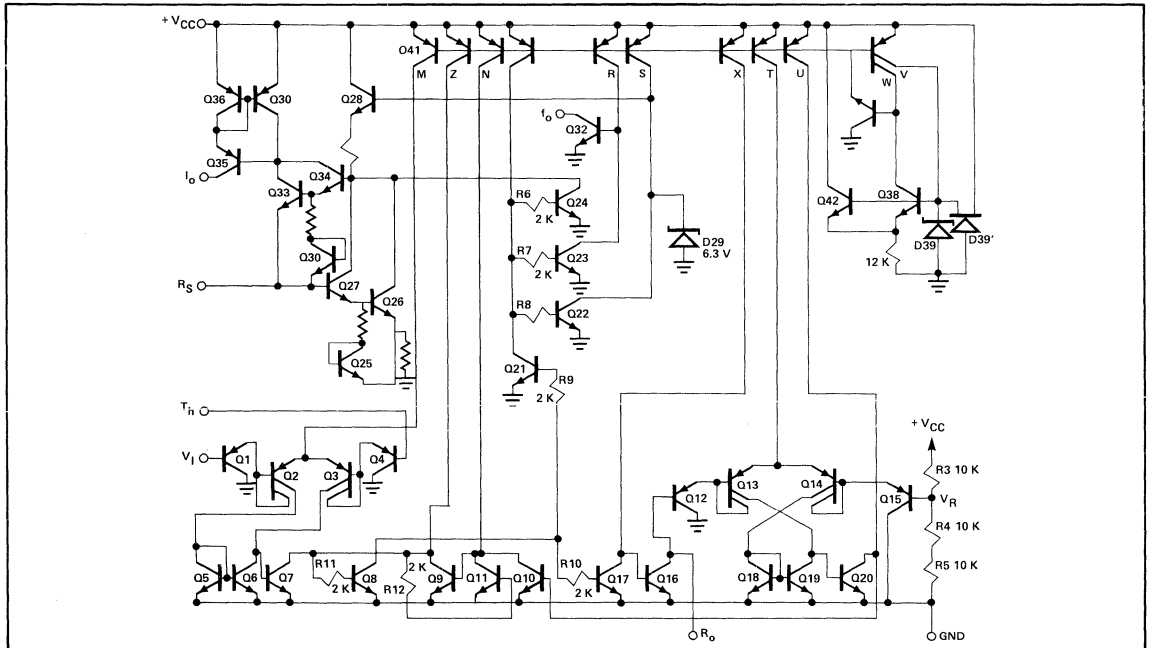 + VCC
O41
M
Z
N
R
S
X
T
U
V
W
Q36
Q30
Q28
fo
Q32
Q35
Io
Q34
Q33
R6
2 K
Q24
Q42
Q38
D29
6.3 V
D39
D39'
R7
2 K
Q23
12 K
Q30
RS
Q27
Q26
R8
Q22
Q25
Q21
R9
2 K
Th
+ VCC
VI
Q1
Q2
Q3
Q4
R3 10 K
Q12
Q13
Q14
Q15
VR
R4 10 K
R11
2 K
R10
R5 10 K
Q5
Q6
Q7
2 K
Q8
R12
Q9
Q11
Q10
2 K
Q17
Q16
Q18
Q19
Q20
Ro
GND